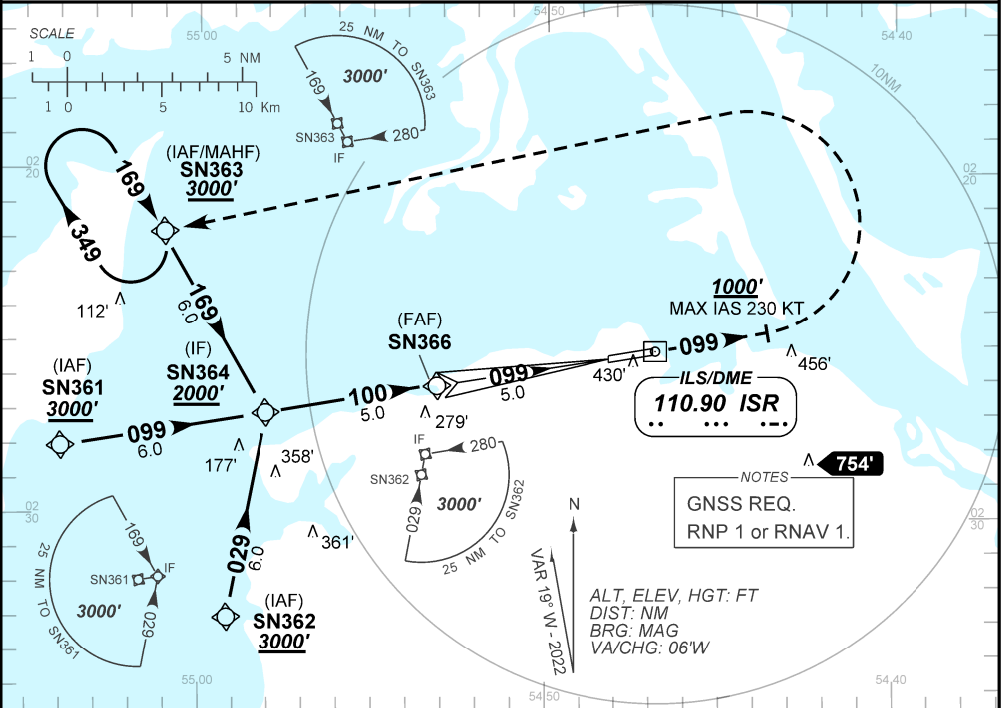 SCALE
1 0 5 NM
1 0 5 10 Km
55 00
54 50
54 40
10NM
25 NM TO SN363
3000'
169
280
SN363
IF
02
20
02
20
(IAF/MAHF)
SN363
3000'
169
349
112'
169
6.0
(IAF)
SN361
3000'
099
6.0
(IF)
SN364
2000'
100
5.0
(FAF)
SN366
099
5.0
279'
430'
1000'
MAX IAS 230 KT
099
456'
ILS/DME
110.90 ISR
754'
177'
358'
361'
029
6.0
(IAF)
SN362
3000'
IF
280
SN362
3000'
029
25 NM TO SN362
02
30
02
30
169
IF
SN361
3000'
029
25 NM TO SN361
NOTES
GNSS REQ.
RNP 1 or RNAV 1.
N
VAR 19° W - 2022
ALT, ELEV, HGT: FT
DIST: NM
BRG: MAG
VA/CHG: 06'W
55 00
54 50
54 40